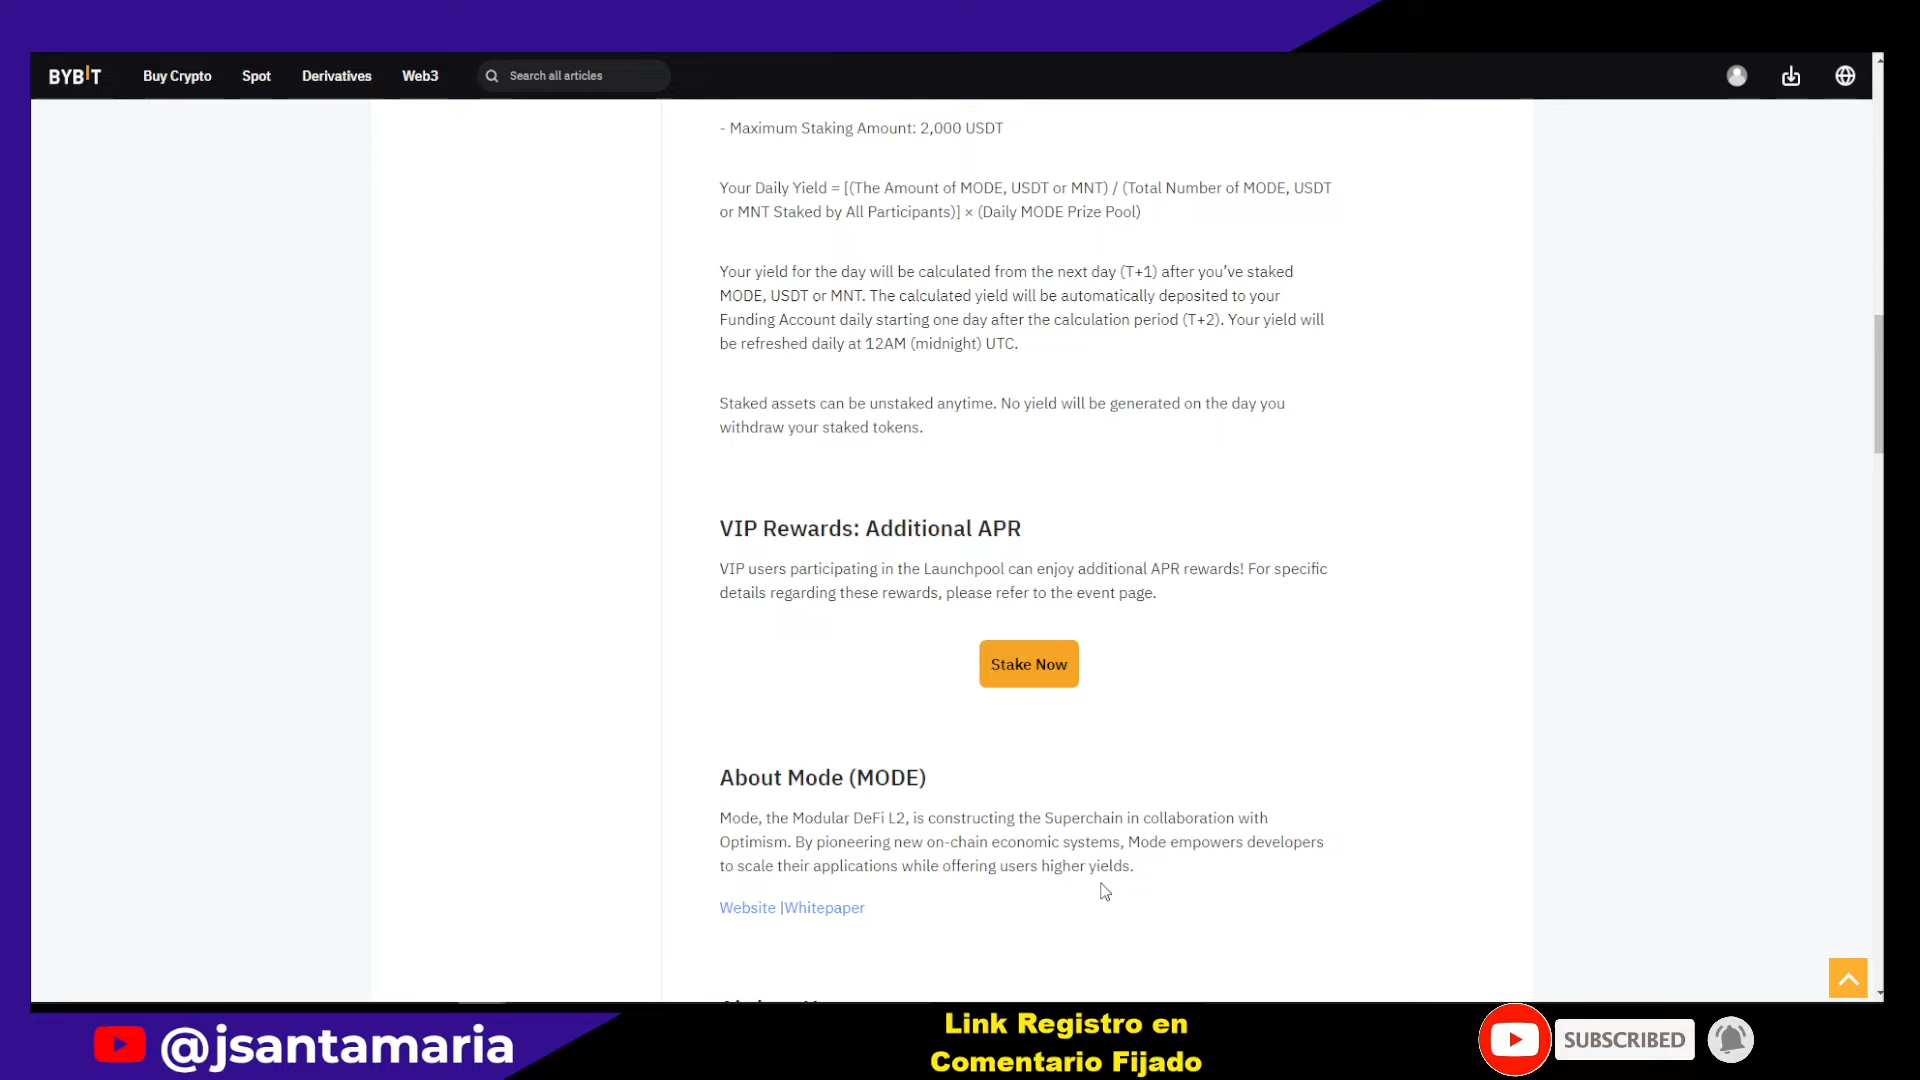 BYBIT
Buy Crypto
Spot
Derivatives
Web3
Search all articles
- Maximum Staking Amount: 2,000 USDT
Your Daily Yield = [(The Amount of MODE, USDT or MNT) / (Total Number of MODE, USDT
or MNT Staked by All Participants)] × (Daily MODE Prize Pool)
Your yield for the day will be calculated from the next day (T+1) after you’ve staked
MODE, USDT or MNT. The calculated yield will be automatically deposited to your
Funding Account daily starting one day after the calculation period (T+2). Your yield will
be refreshed daily at 12AM (midnight) UTC.
Staked assets can be unstaked anytime. No yield will be generated on the day you
withdraw your staked tokens.
VIP Rewards: Additional APR
VIP users participating in the Launchpool can enjoy additional APR rewards! For specific
details regarding these rewards, please refer to the event page.
Stake Now
About Mode (MODE)
Mode, the Modular DeFi L2, is constructing the Superchain in collaboration with
Optimism. By pioneering new on-chain economic systems, Mode empowers developers
to scale their applications while offering users higher yields.
Website |Whitepaper
@jsantamaria
Link Registro en
Comentario Fijado
SUBSCRIBED